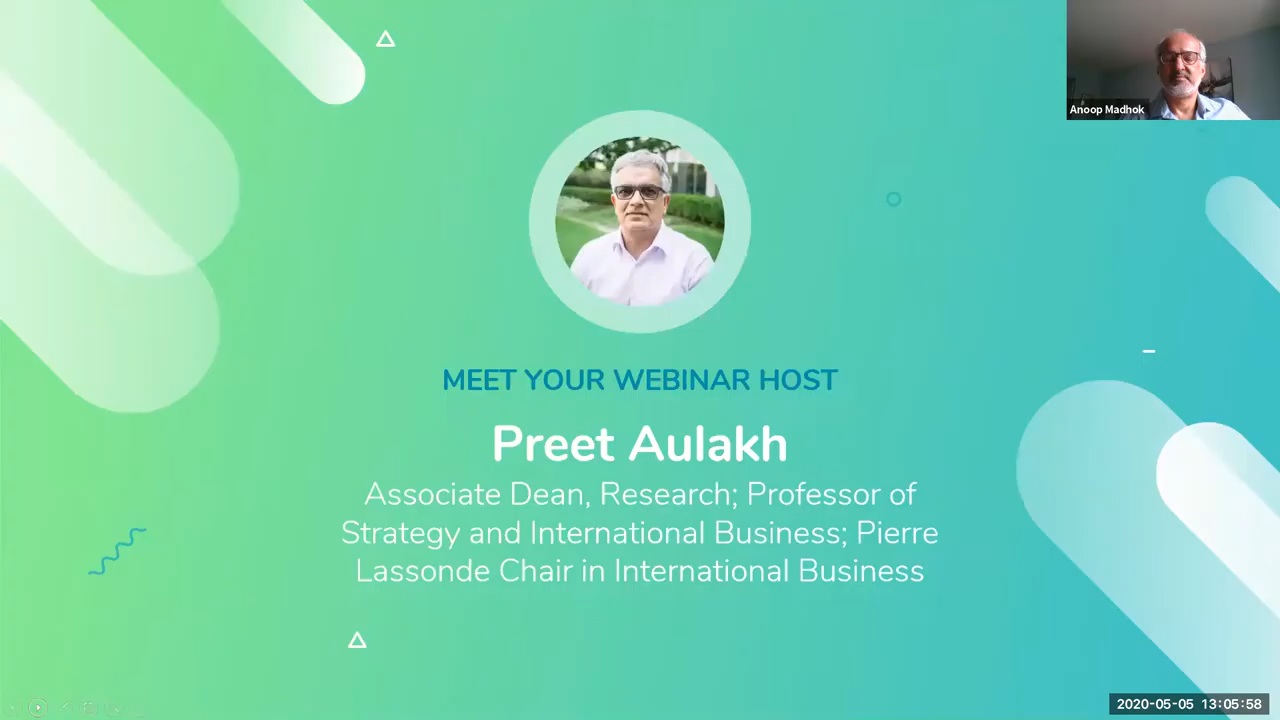 Anoop Madhok
MEET YOUR WEBINAR HOST
Preet Aulakh
Associate Dean, Research; Professor of
Strategy and International Business; Pierre
Lassonde Chair in International Business
2020-05-05 13:05:58